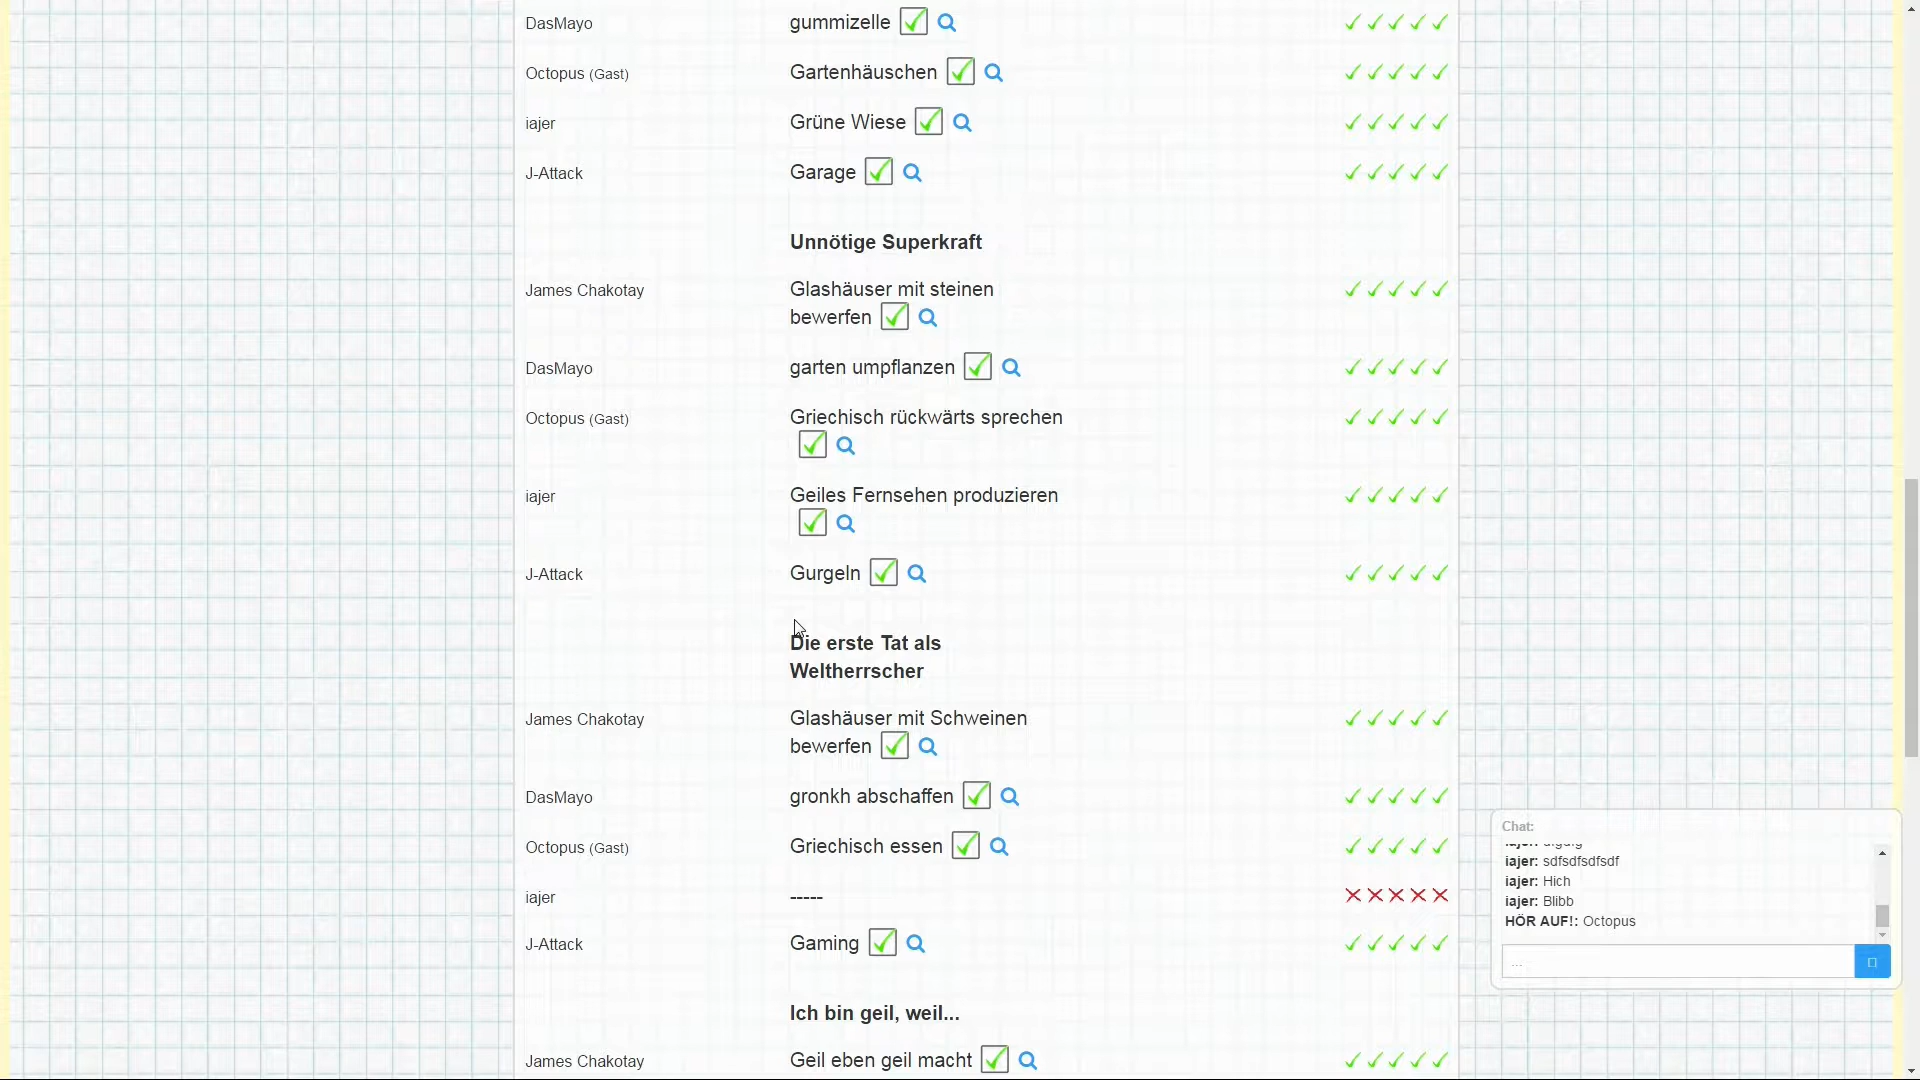 DasMayo gummizelle
Octopus (Gast) Gartenhäuschen
iajer Grüne Wiese
J-Attack Garage
Unnötige Superkraft
James Chakotay Glashäuser mit steinen
bewerfen
DasMayo garten umpflanzen
Octopus (Gast) Griechisch rückwärts sprechen
iajer Geiles Fernsehen produzieren
J-Attack Gurgeln
Die erste Tat als
Weltherrscher
James Chakotay Glashäuser mit Schweinen
bewerfen
DasMayo gronkh abschaffen
Octopus (Gast) Griechisch essen
iajer -----
J-Attack Gaming
Ich bin geil, weil...
James Chakotay Geil eben geil macht
Chat:
iajer: sdfsdfsdfsdf
iajer: Hich
iajer: Blibb
HÖR AUF!: Octopus
...